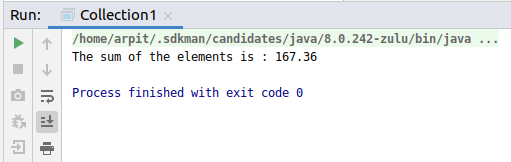 Run: Collection1 ×
/home/arpit/.sdkman/candidates/java/8.0.242-zulu/bin/java ...
The sum of the elements is : 167.36
Process finished with exit code 0